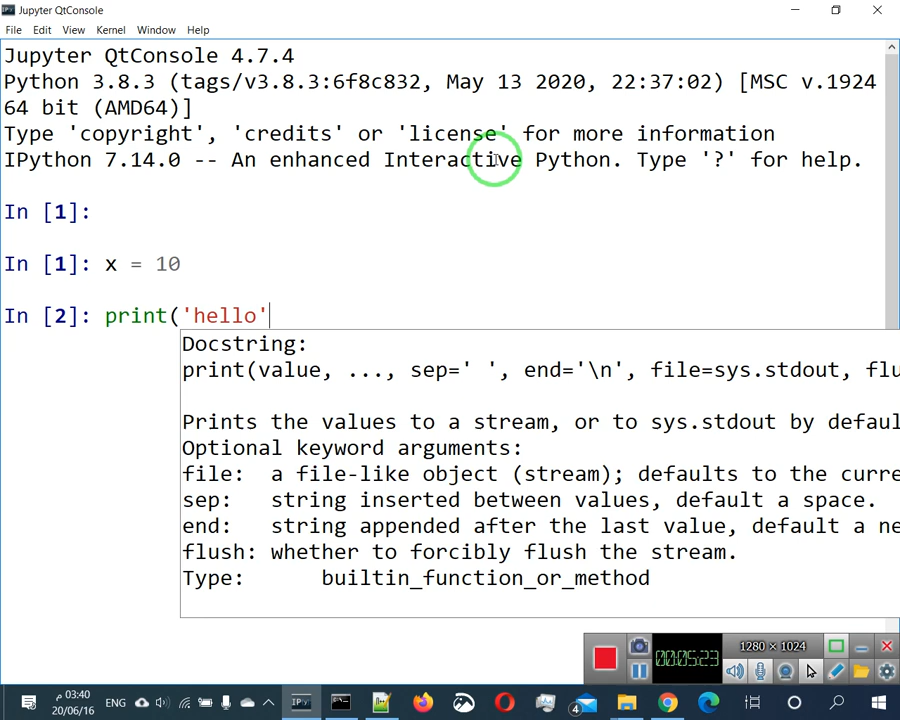 Jupyter QtConsole
File Edit View Kernel Window Help
Jupyter QtConsole 4.7.4
Python 3.8.3 (tags/v3.8.3:6f8c832, May 13 2020, 22:37:02) [MSC v.1924
64 bit (AMD64)]
Type 'copyright', 'credits' or 'license' for more information
IPython 7.14.0 -- An enhanced Interactive Python. Type '?' for help.
In [1]:
In [1]: x = 10
In [2]: print('hello'
Docstring:
print(value, ..., sep=' ', end='\n', file=sys.stdout, flu
Prints the values to a stream, or to sys.stdout by defaul
Optional keyword arguments:
file: a file-like object (stream); defaults to the curre
sep: string inserted between values, default a space.
end: string appended after the last value, default a ne
flush: whether to forcibly flush the stream.
Type: builtin_function_or_method
1280 × 1024
00:05:23
03:40 م
20/06/16
ENG
IP[y]:
4